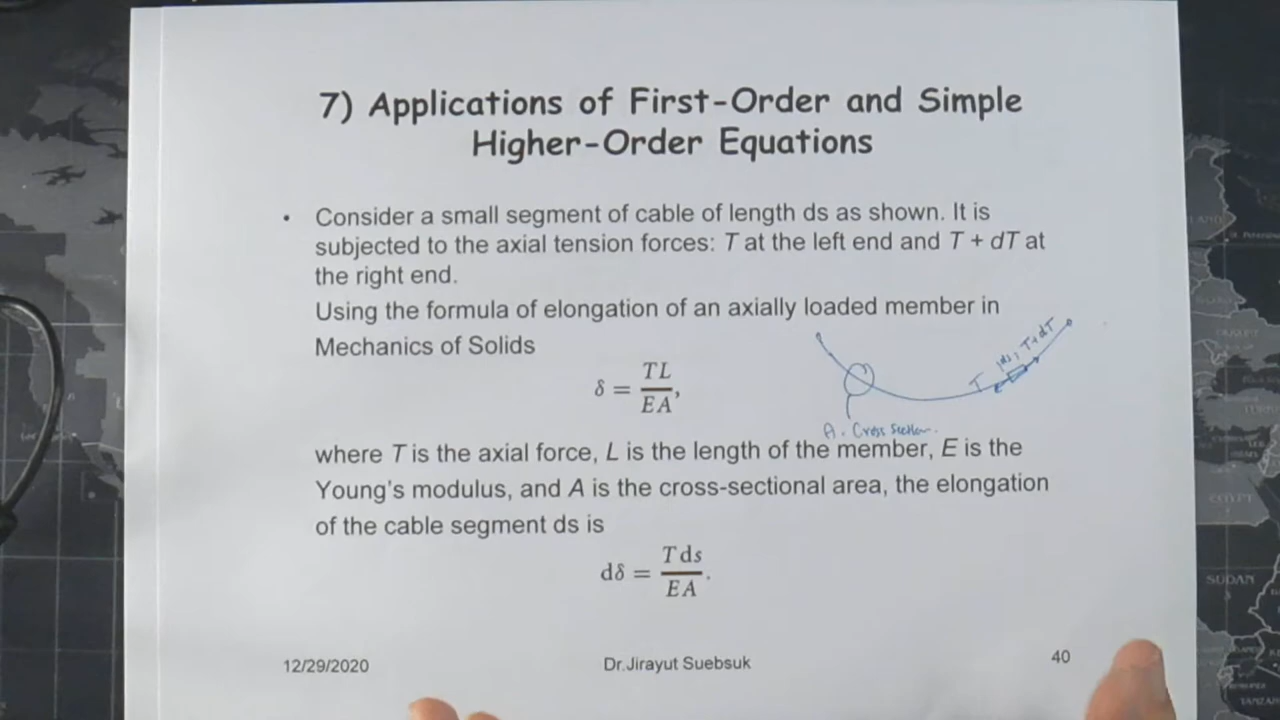 7) Applications of First-Order and Simple
Higher-Order Equations
• Consider a small segment of cable of length ds as shown. It is
subjected to the axial tension forces: T at the left end and T + dT at
the right end.
Using the formula of elongation of an axially loaded member in
Mechanics of Solids
δ = TL/EA,
T ds, T+dT
A. Cross Section.
where T is the axial force, L is the length of the member, E is the
Young's modulus, and A is the cross-sectional area, the elongation
of the cable segment ds is
dδ = T ds/EA.
12/29/2020 Dr.Jirayut Suebsuk 40
SUDAN
EGYPT